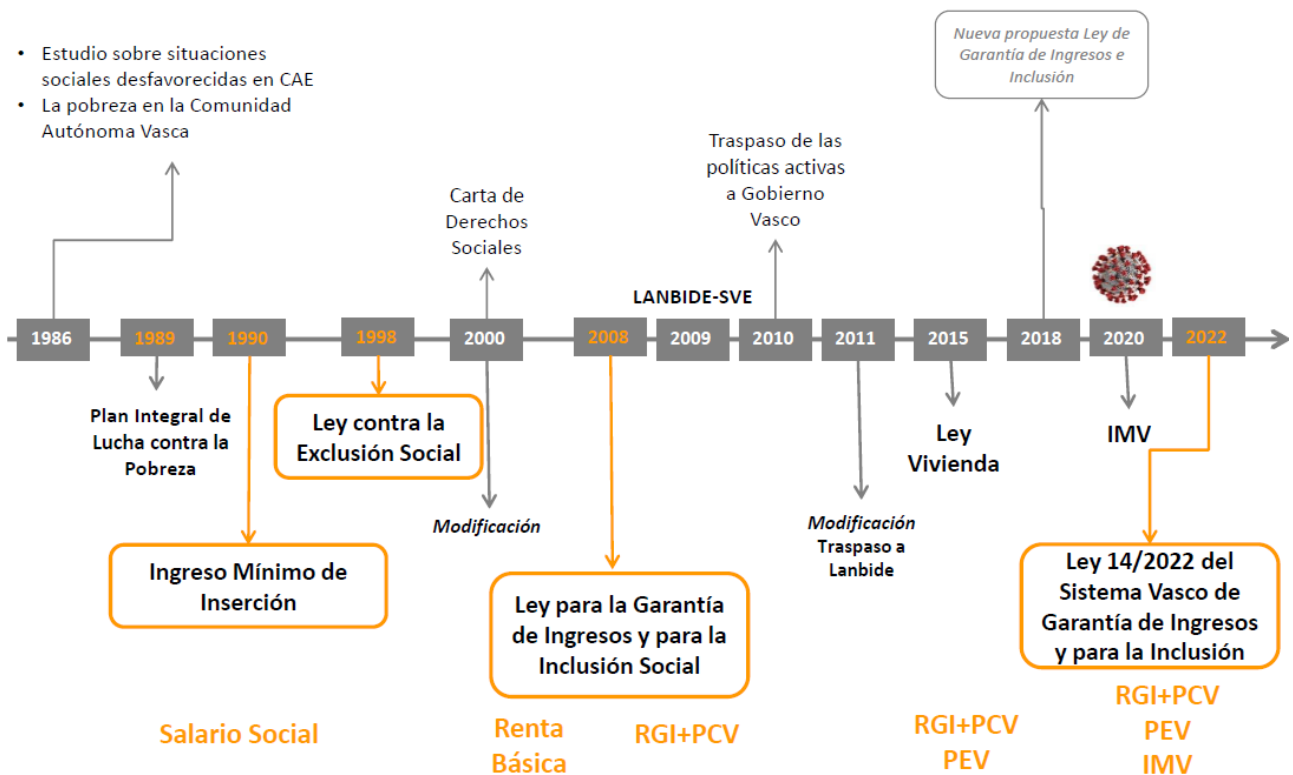 • Estudio sobre situaciones
sociales desfavorecidas en CAE
• La pobreza en la Comunidad
Autónoma Vasca
Carta de
Derechos
Sociales
Traspaso de las
políticas activas
a Gobierno
Vasco
Nueva propuesta Ley de
Garantía de Ingresos e
Inclusión
LANBIDE-SVE
1986
1989
1990
1998
2000
2008
2009
2010
2011
2015
2018
2020
2022
Plan Integral de
Lucha contra la
Pobreza
Ingreso Mínimo de
Inserción
Ley contra la
Exclusión Social
Modificación
Ley para la Garantía
de Ingresos y para la
Inclusión Social
Modificación
Traspaso a
Lanbide
Ley
Vivienda
IMV
Ley 14/2022 del
Sistema Vasco de
Garantía de Ingresos
y para la Inclusión
Salario Social
Renta
Básica
RGI+PCV
RGI+PCV
PEV
RGI+PCV
PEV
IMV